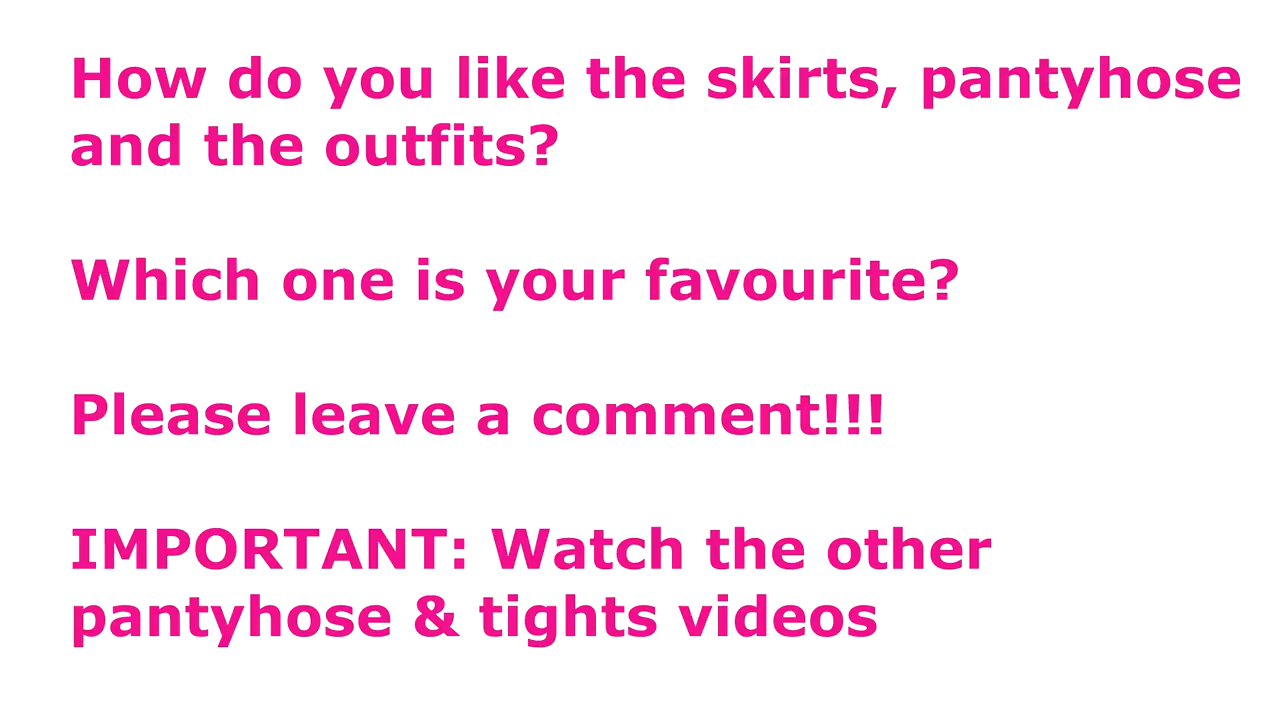 How do you like the skirts, pantyhose
and the outfits?
Which one is your favourite?
Please leave a comment!!!
IMPORTANT: Watch the other
pantyhose & tights videos